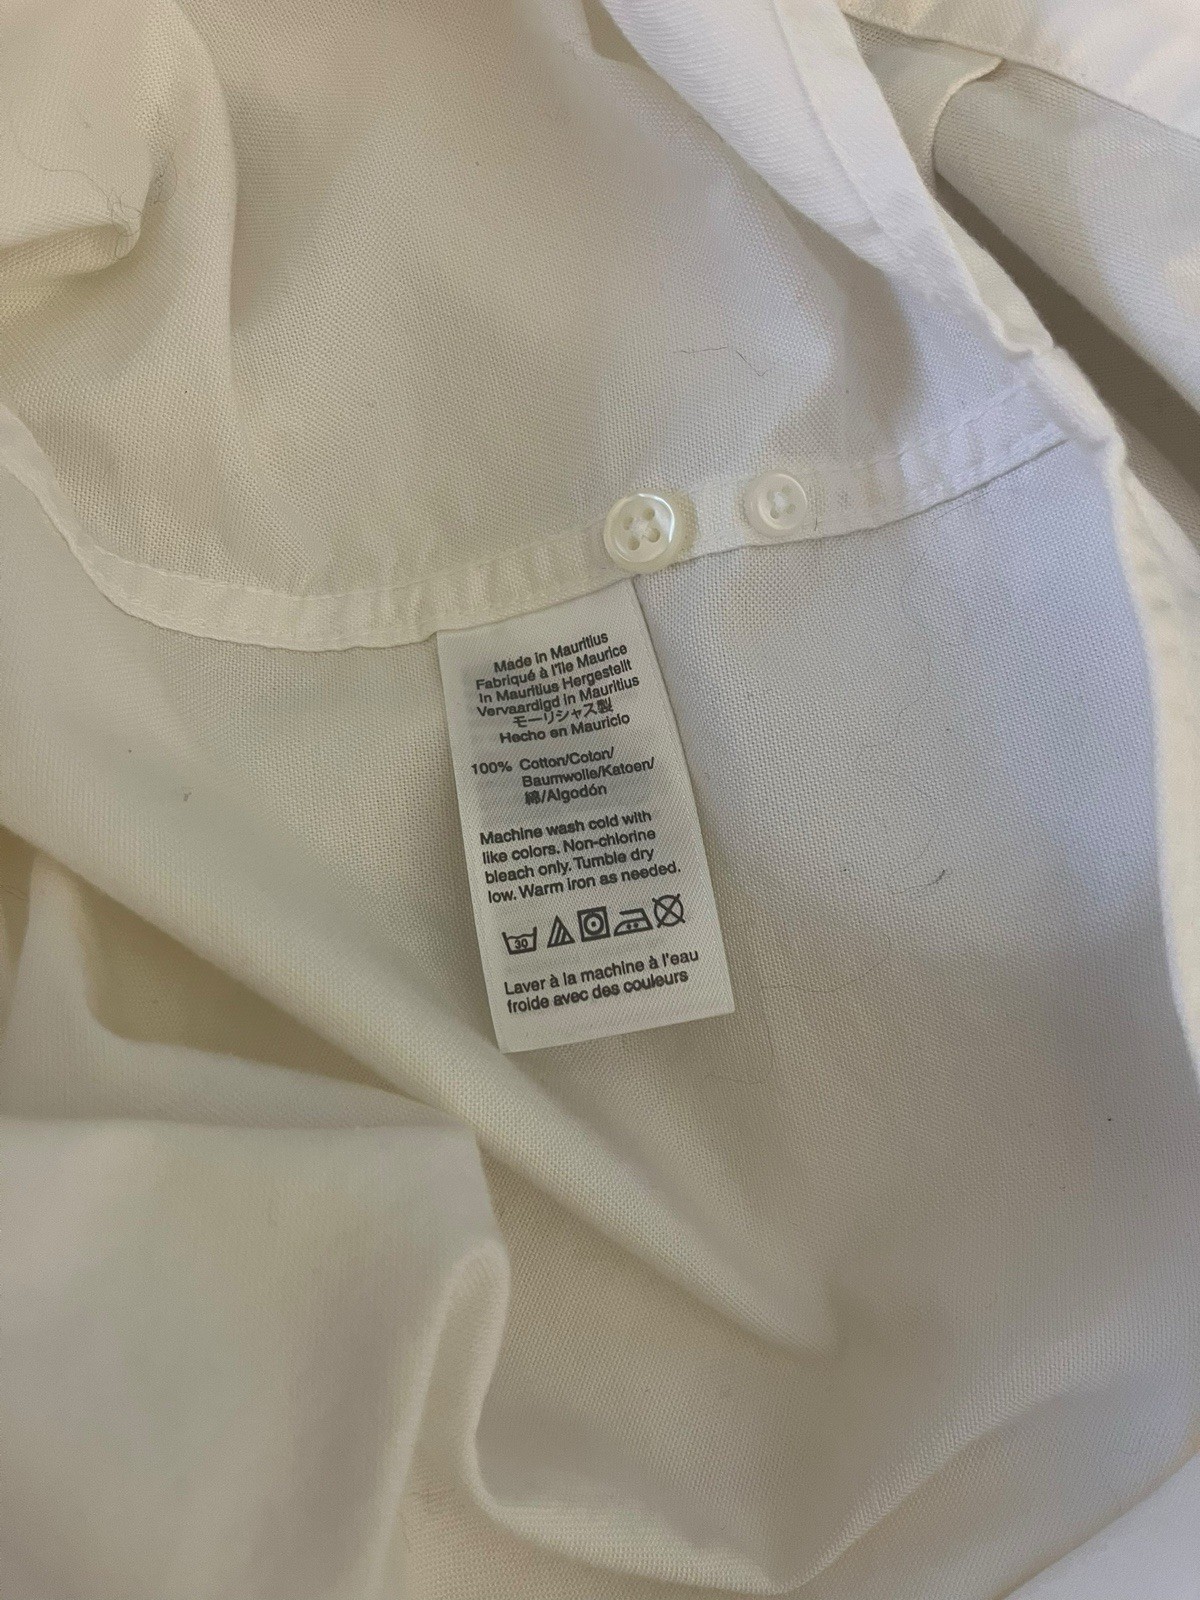 Made in Mauritius
Fabriqué à l'île Maurice
In Mauritius Hergestellt
Vervaardigd in Mauritius
モーリシャス製
Hecho en Mauricio
100% Cotton/Coton/
Baumwolle/Katoen/
綿/Algodón
Machine wash cold with
like colors. Non-chlorine
bleach only. Tumble dry
low. Warm iron as needed.
30
Laver à la machine à l'eau
froide avec des couleurs